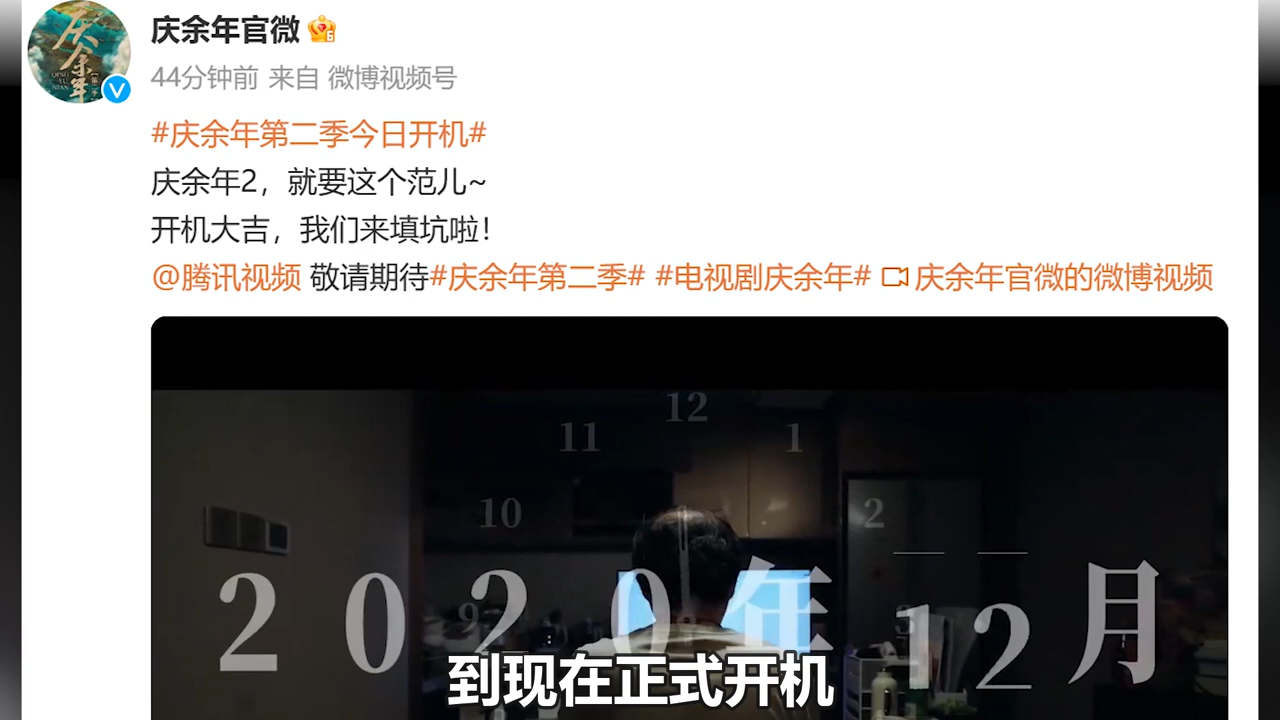 庆余年官微
44分钟前 来自 微博视频号
#庆余年第二季今日开机#
庆余年2，就要这个范儿~
开机大吉，我们来填坑啦！
@腾讯视频 敬请期待#庆余年第二季# #电视剧庆余年# 庆余年官微的微博视频
12
11
1
10
2
9
3
2020年12月
到现在正式开机